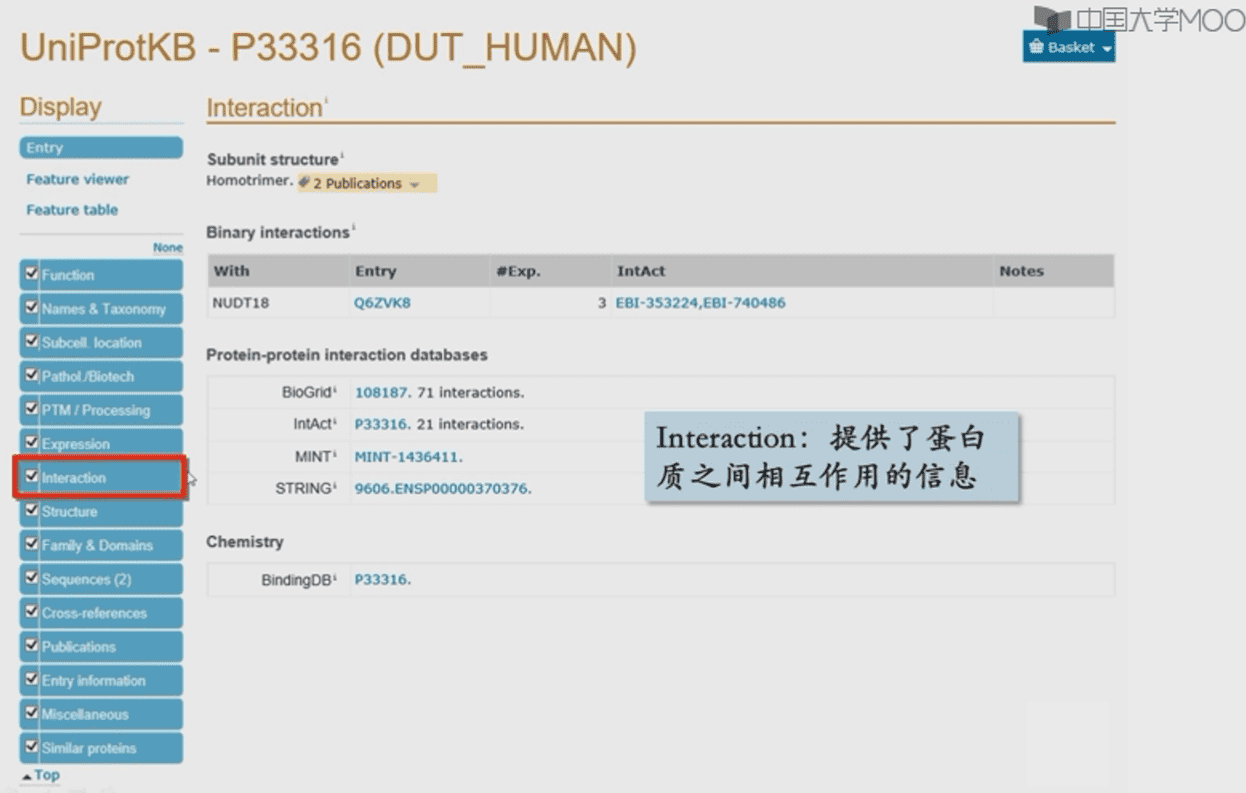 中国大学MOO
UniProtKB - P33316 (DUT_HUMAN)
Basket
Display
Entry
Feature viewer
Feature table
None
Function
Names & Taxonomy
Subcell. location
Pathol./Biotech
PTM / Processing
Expression
Interaction
Structure
Family & Domains
Sequences (2)
Cross-references
Publications
Entry information
Miscellaneous
Similar proteins
Top
Interaction i
Subunit structure i
Homotrimer. 2 Publications
Binary interactions i
With Entry #Exp. IntAct Notes
NUDT18 Q6ZVK8 3 EBI-353224,EBI-740486
Protein-protein interaction databases
BioGrid i 108187. 71 interactions.
IntAct i P33316. 21 interactions.
MINT i MINT-1436411.
STRING i 9606.ENSP00000370376.
Interaction：提供了蛋白
质之间相互作用的信息
Chemistry
BindingDB i P33316.